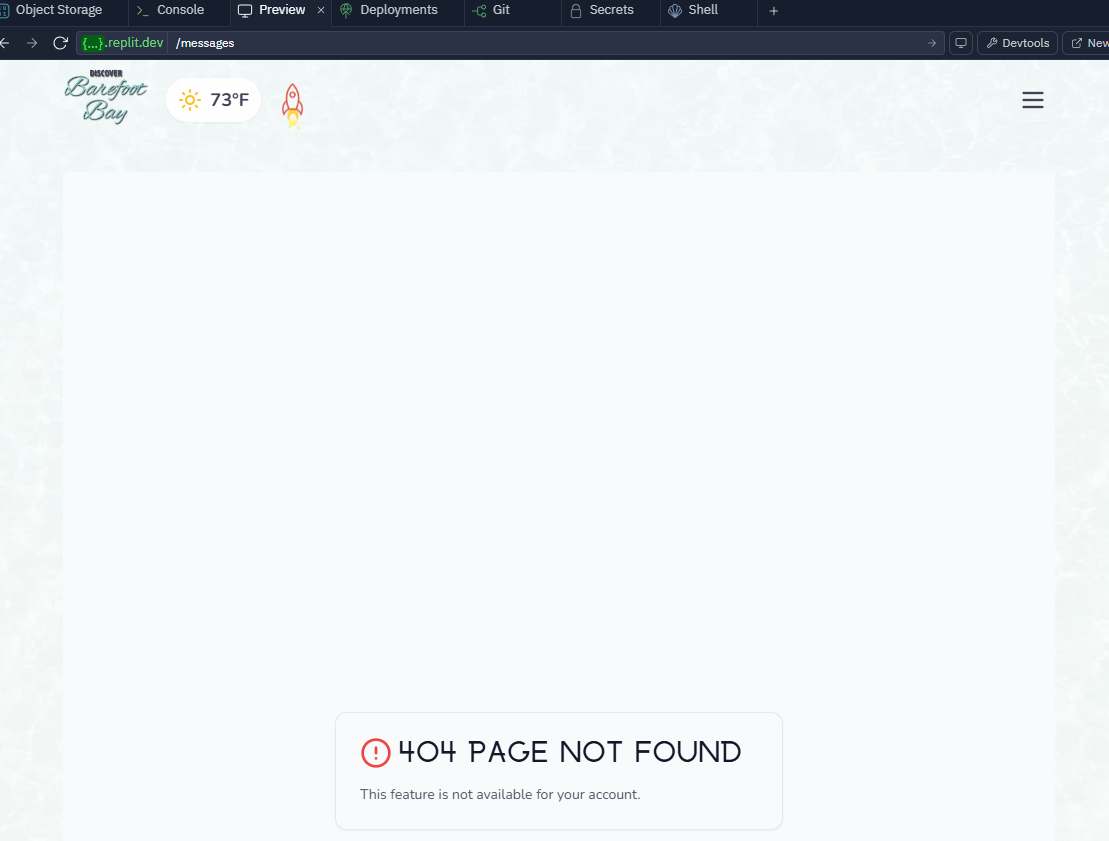 Object Storage Console Preview Deployments Git Secrets Shell
{...}.replit.dev /messages Devtools New
DISCOVER
Barefoot
Bay
73°F
404 PAGE NOT FOUND
This feature is not available for your account.